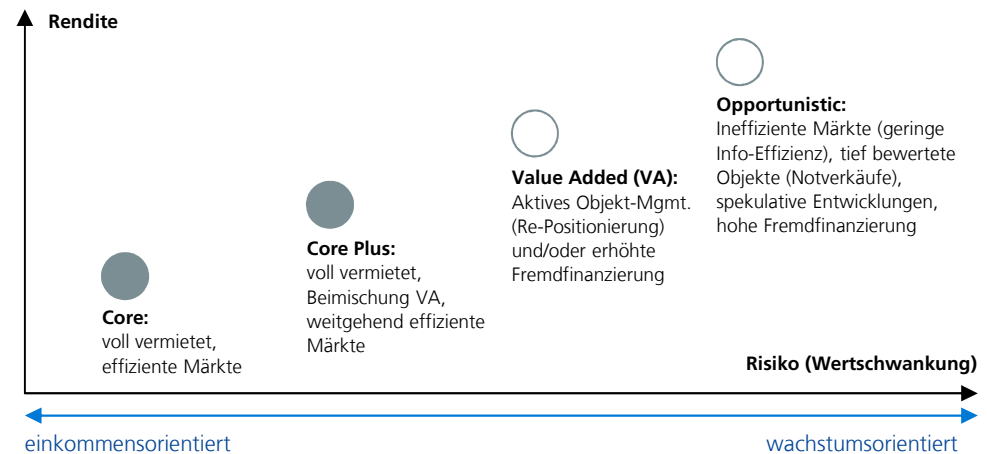 Rendite
Opportunistic:
Ineffiziente Märkte (geringe
Info-Effizienz), tief bewertete
Objekte (Notverkäufe),
spekulative Entwicklungen,
hohe Fremdfinanzierung
Value Added (VA):
Aktives Objekt-Mgmt.
(Re-Positionierung)
und/oder erhöhte
Fremdfinanzierung
Core Plus:
voll vermietet,
Beimischung VA,
weitgehend effiziente
Märkte
Core:
voll vermietet,
effiziente Märkte
Risiko (Wertschwankung)
einkommensorientiert
wachstumsorientiert